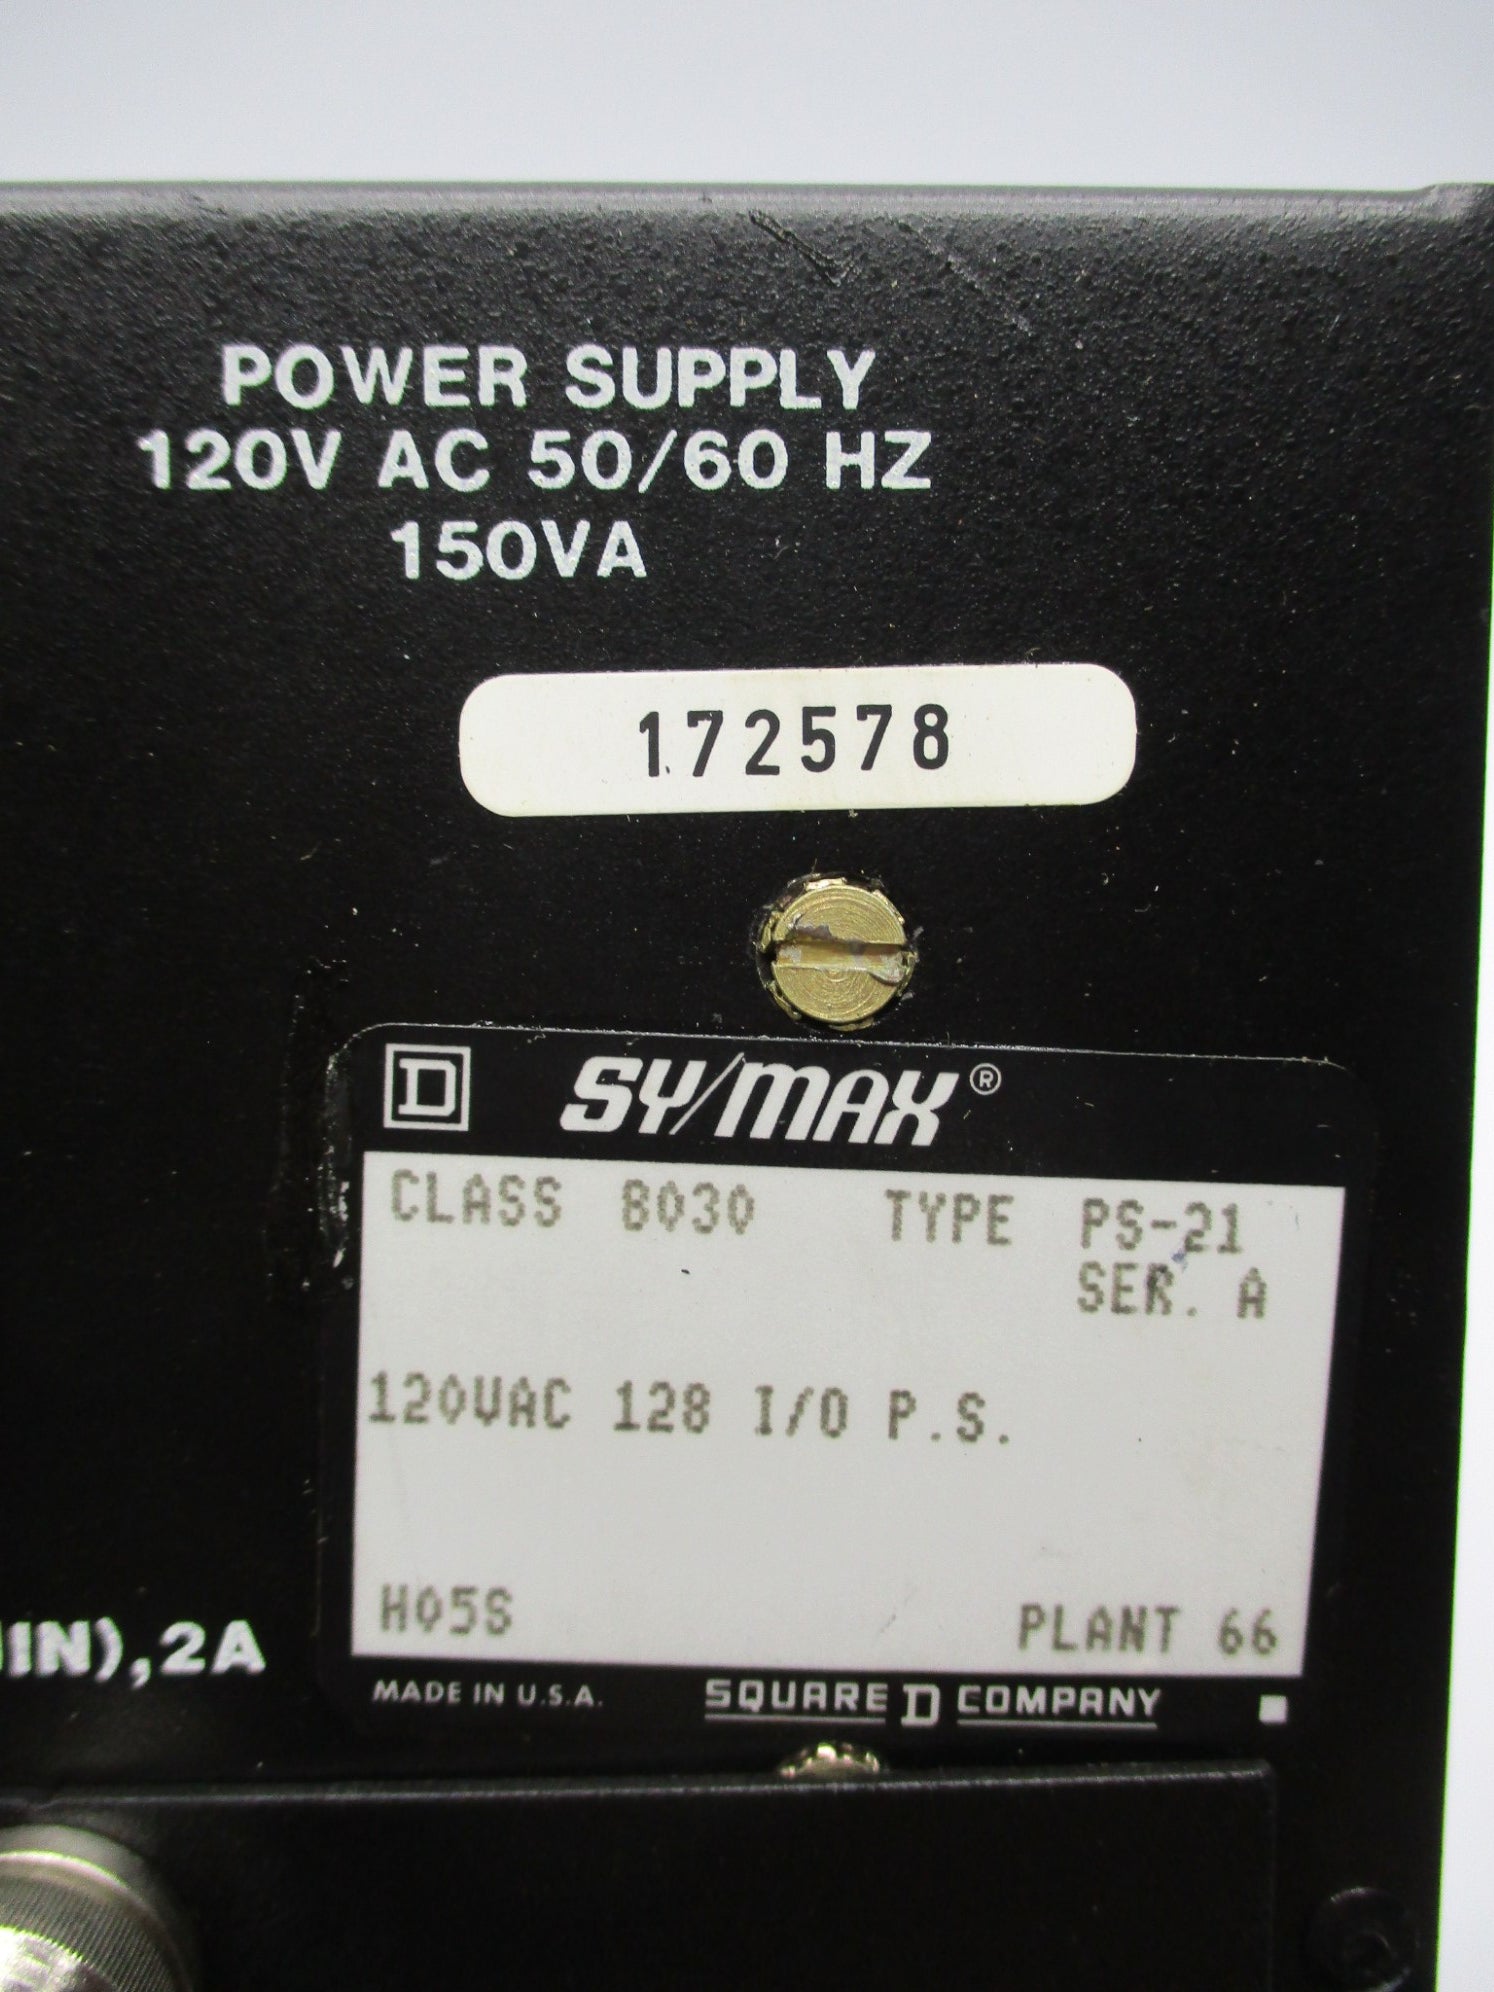 POWER SUPPLY
120V AC 50/60 HZ
150VA
172578
D SY/MAX®
CLASS 8030 TYPE PS-21
SER. A
120VAC 128 I/O P.S.
H05S PLANT 66
IN),2A
MADE IN U.S.A. SQUARE D COMPANY